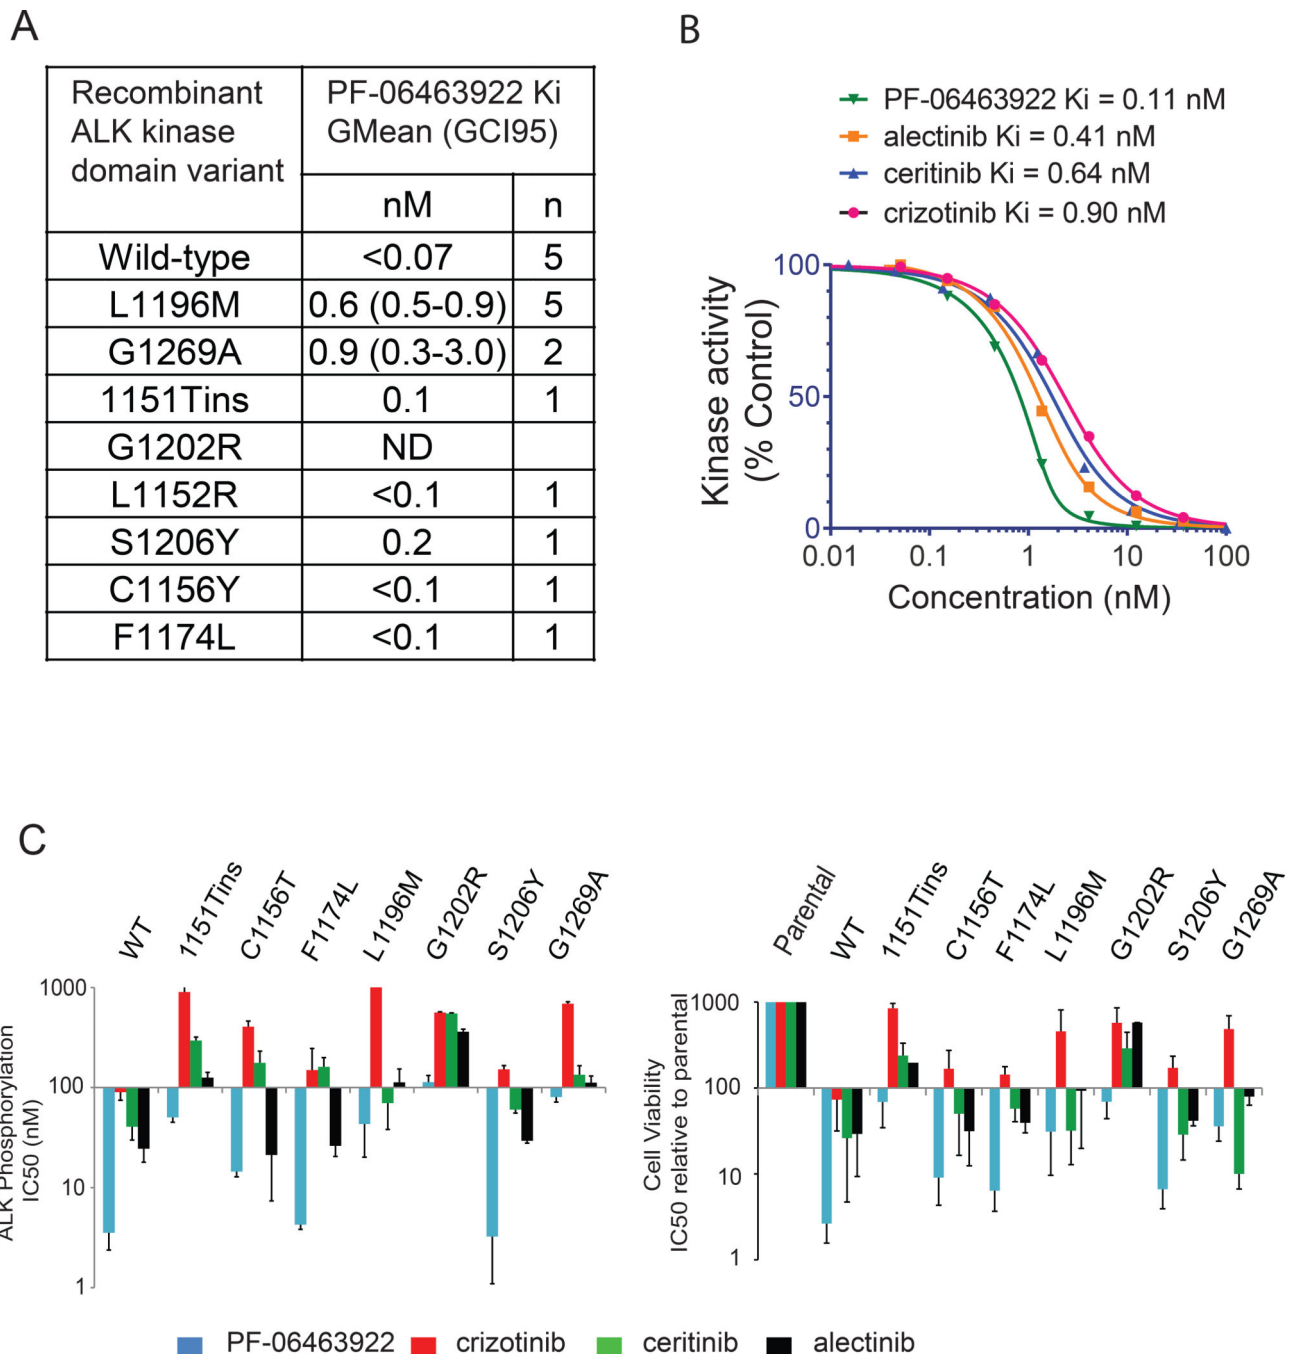 A
Recombinant
ALK kinase
domain variant
PF-06463922 Ki
GMean (GCI95)
nM n
Wild-type <0.07 5
L1196M 0.6 (0.5-0.9) 5
G1269A 0.9 (0.3-3.0) 2
1151Tins 0.1 1
G1202R ND
L1152R <0.1 1
S1206Y 0.2 1
C1156Y <0.1 1
F1174L <0.1 1
B
PF-06463922 Ki = 0.11 nM
alectinib Ki = 0.41 nM
ceritinib Ki = 0.64 nM
crizotinib Ki = 0.90 nM
Kinase activity
(% Control)
100
50
0
0.01 0.1 1 10 100
Concentration (nM)
C
WT 1151Tins C1156T F1174L L1196M G1202R S1206Y G1269A
ALK Phosphorylation
IC50 (nM)
1000
100
10
1
Parental WT 1151Tins C1156T F1174L L1196M G1202R S1206Y G1269A
Cell Viability
IC50 relative to parental
1000
100
10
1
PF-06463922 crizotinib ceritinib alectinib